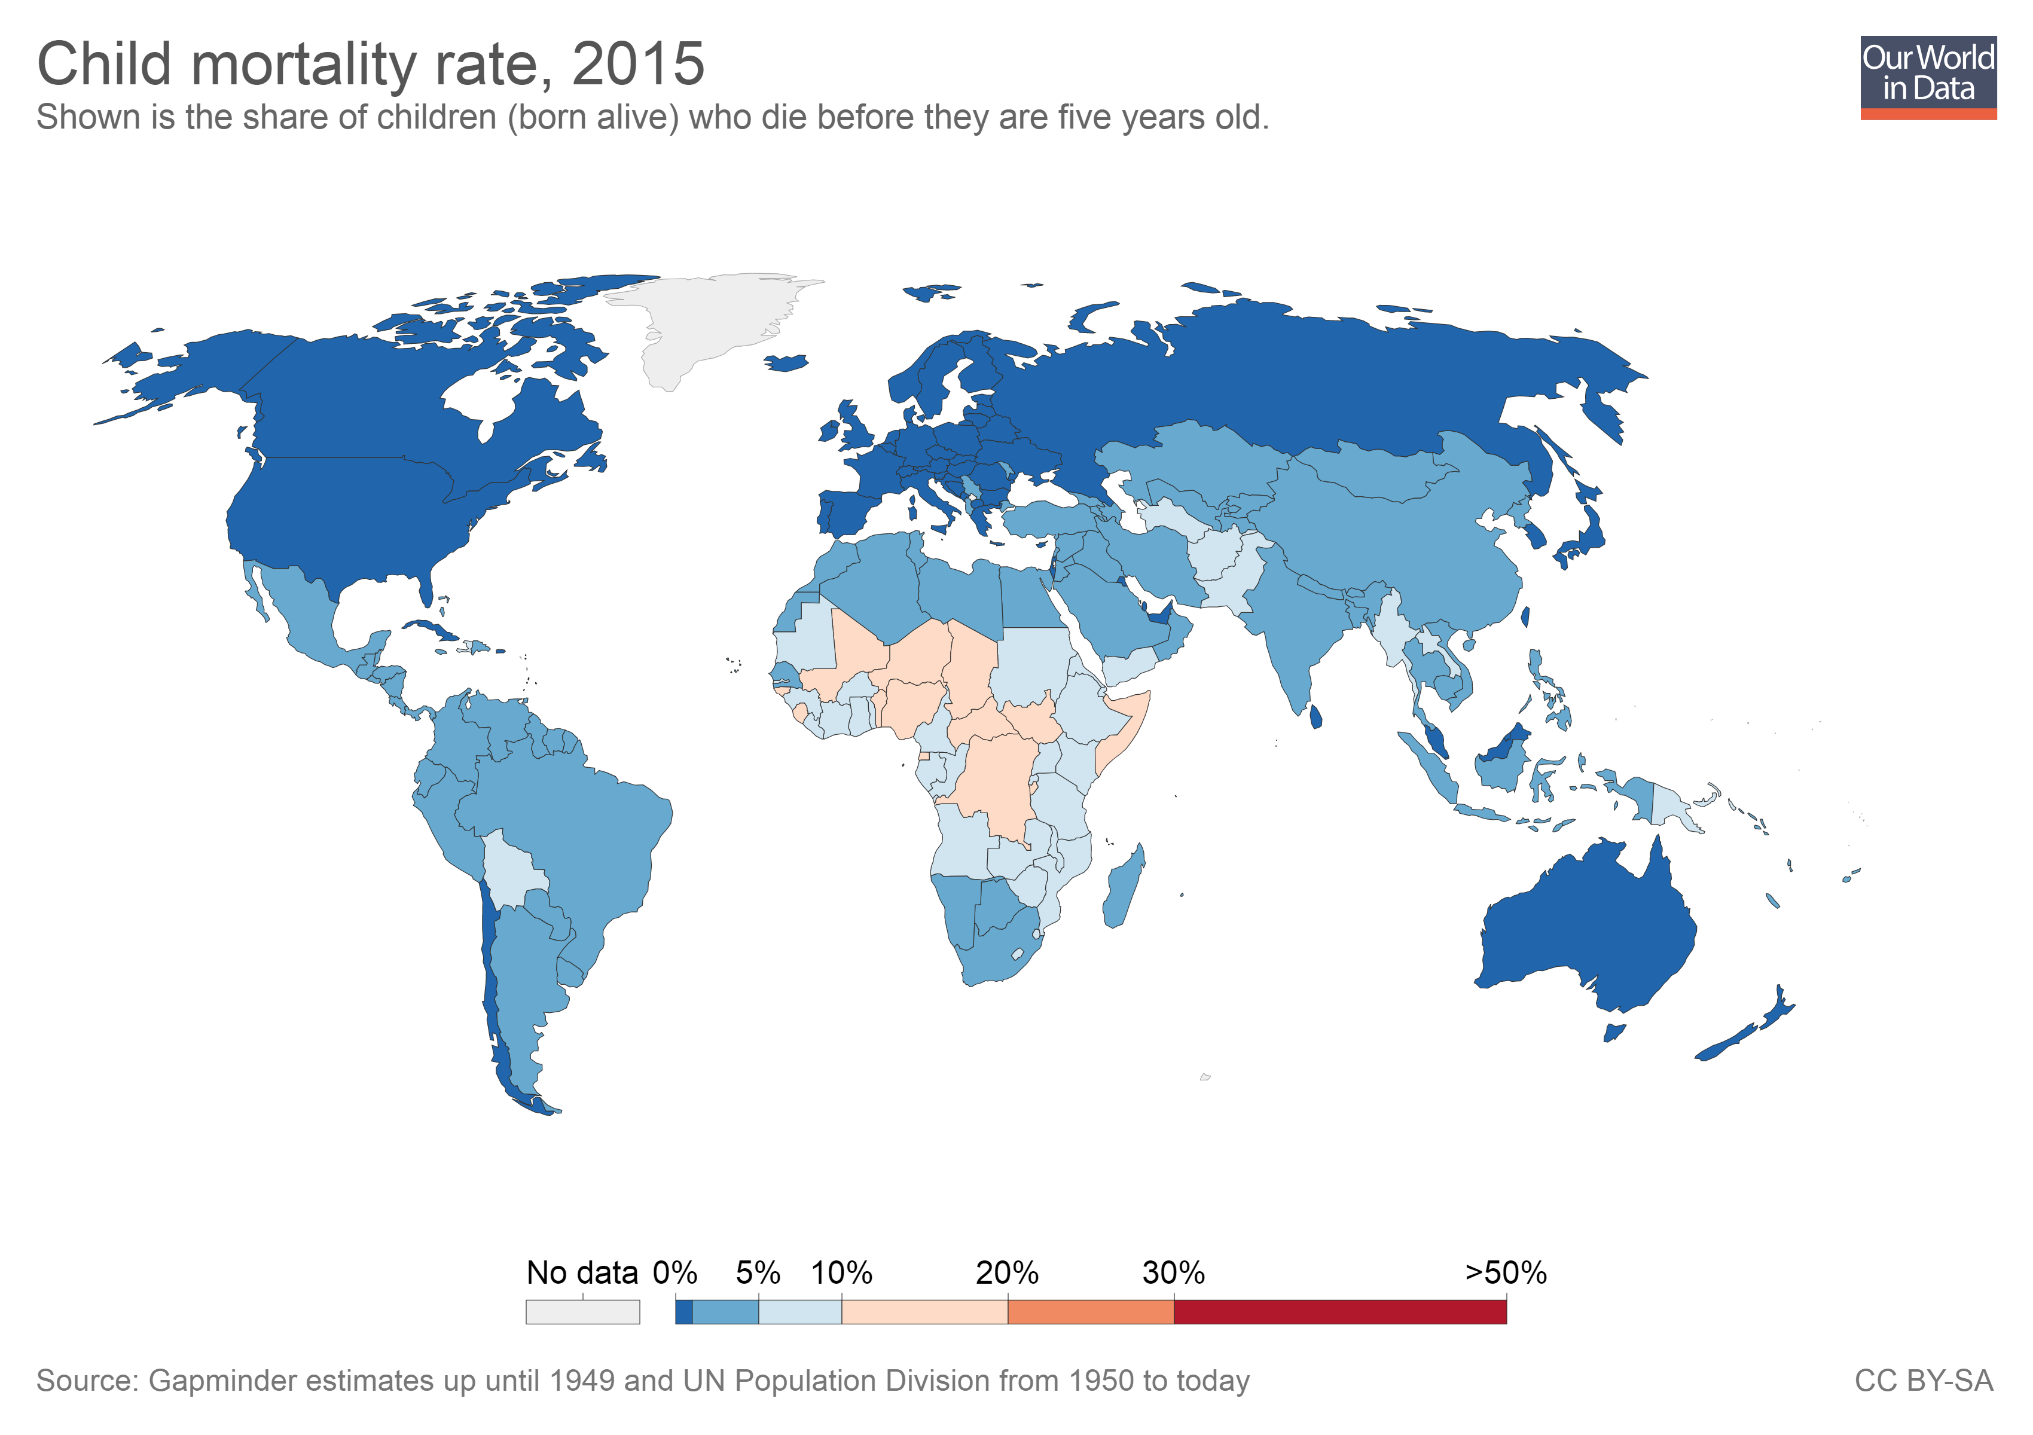 Child mortality rate, 2015
Shown is the share of children (born alive) who die before they are five years old.
Our World
in Data
No data 0% 5% 10% 20% 30% >50%
Source: Gapminder estimates up until 1949 and UN Population Division from 1950 to today
CC BY-SA